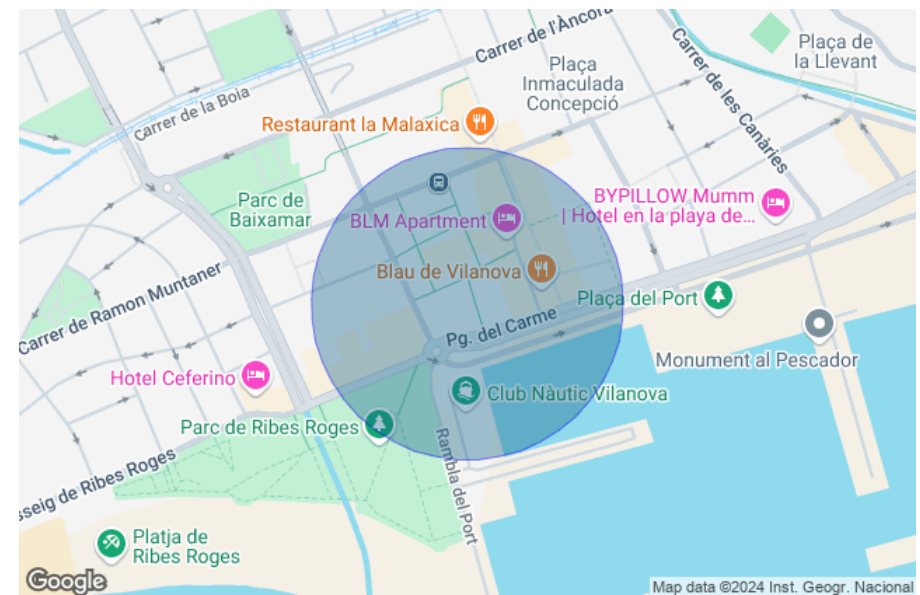 Carrer de l'Àncora
Plaça de
la Llevant
Plaça
Inmaculada
Concepció
Carrer de les Canàries
Carrer de la Boia
Restaurant la Malaxica
Parc de
Baixamar
BLM Apartment
BYPILLOW Mumm
| Hotel en la playa de...
Blau de Vilanova
Carrer de Ramon Muntaner
Plaça del Port
Pg. del Carme
Monument al Pescador
Hotel Ceferino
Club Nàutic Vilanova
Parc de Ribes Roges
Rambla del Port
sseig de Ribes Roges
Platja de
Ribes Roges
Google
Map data ©2024 Inst. Geogr. Nacional